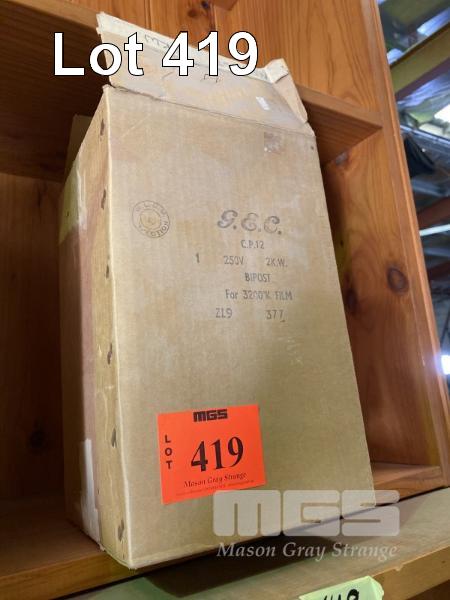 Lot 419
G.E.C.
C.P.12
1 250V 2K.W.
BIPOST
For 3200°K FILM
Z19 377
MGS
LOT
419
Mason Gray Strange
MGS
Mason Gray Strange